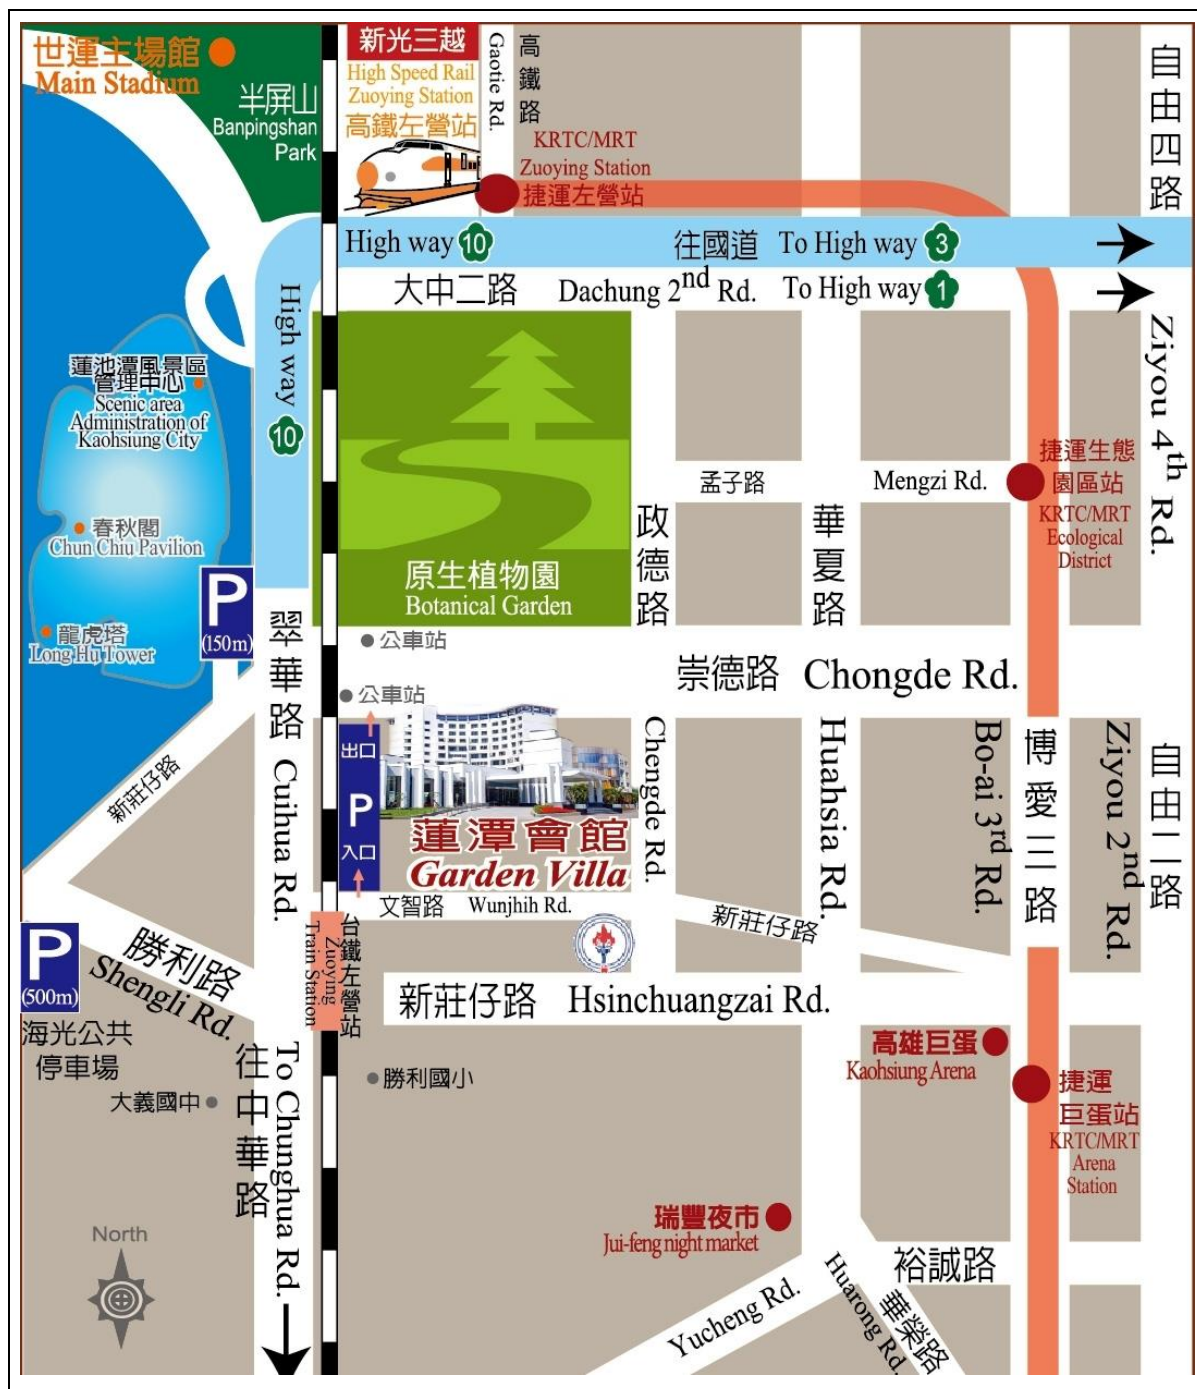 世運主場館
Main Stadium
半屏山
Banpingshan
Park
新光三越
High Speed Rail
Zuoying Station
高鐵左營站
Gaotie Rd.
高鐵路
KRTC/MRT
Zuoying Station
捷運左營站
自由四路
High way 10
往國道 To High way 3
大中二路 Dachung 2nd Rd. To High way 1
High way
10
Ziyou 4th Rd.
蓮池潭風景區
管理中心
Scenic area
Administration of
Kaohsiung City
春秋閣
Chun Chiu Pavilion
龍虎塔
Long Hu Tower
P
(150m)
原生植物園
Botanical Garden
孟子路 Mengzi Rd.
捷運生態
園區站
KRTC/MRT
Ecological
District
政德路
華夏路
公車站
崇德路 Chongde Rd.
公車站
翠華路 Cuihua Rd.
新莊仔路
出口
P
入口
蓮潭會館
Garden Villa
Chengde Rd.
Huahsia Rd.
Bo-ai 3rd Rd.
博愛三路
Ziyou 2nd Rd.
自由二路
文智路 Wunjhih Rd.
新莊仔路
P
(500m)
海光公共
停車場
勝利路
Shengli Rd.
台鐵左營站
Zuoying
Train Station
新莊仔路 Hsinchuangzai Rd.
高雄巨蛋
Kaohsiung Arena
捷運
巨蛋站
KRTC/MRT
Arena
Station
勝利國小
大義國中
往中華路
To Chunghua Rd.
瑞豐夜市
Jui-feng night market
裕誠路
Yucheng Rd.
Huarong Rd.
華榮路
North